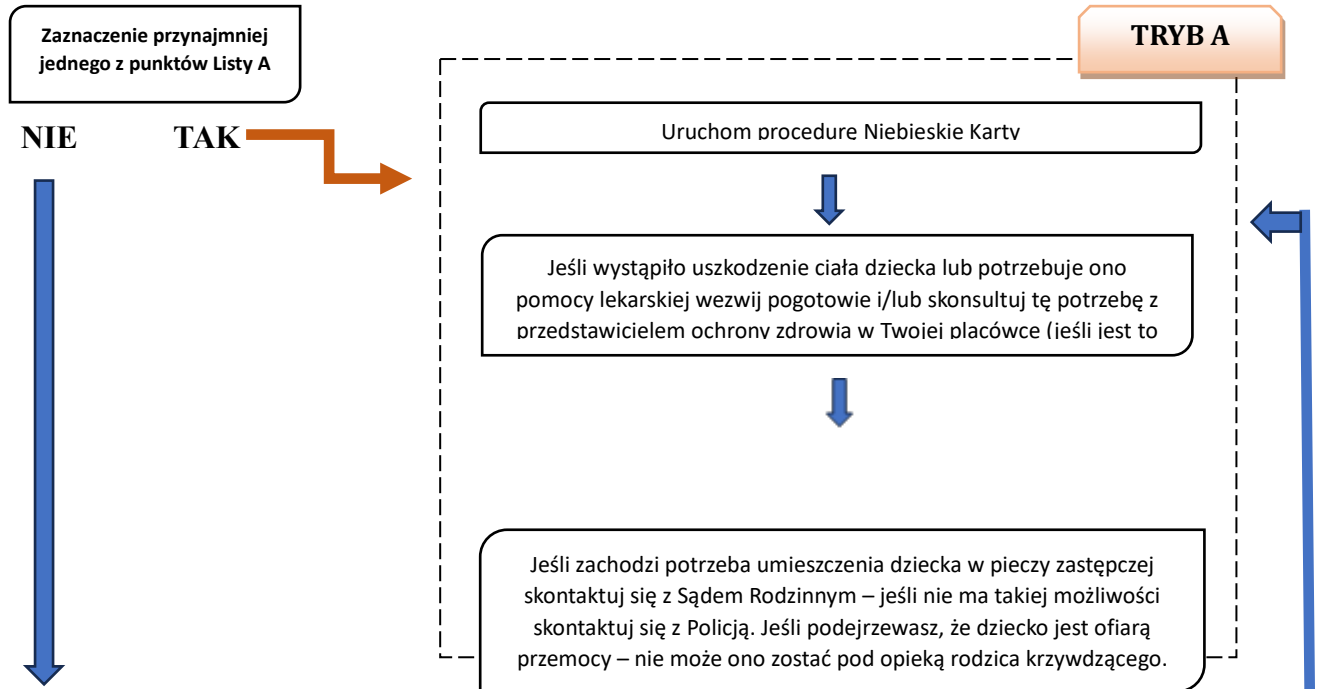 Zaznaczenie przynajmniej
jednego z punktów Listy A
NIE TAK
TRYB A
Uruchom procedurę Niebieskie Karty
Jeśli wystąpiło uszkodzenie ciała dziecka lub potrzebuje ono
pomocy lekarskiej wezwij pogotowie i/lub skonsultuj tę potrzebę z
przedstawicielem ochrony zdrowia w Twojej placówce (jeśli jest to
Jeśli zachodzi potrzeba umieszczenia dziecka w pieczy zastępczej
skontaktuj się z Sądem Rodzinnym – jeśli nie ma takiej możliwości
skontaktuj się z Policją. Jeśli podejrzewasz, że dziecko jest ofiarą
przemocy – nie może ono zostać pod opieką rodzica krzywdzącego.